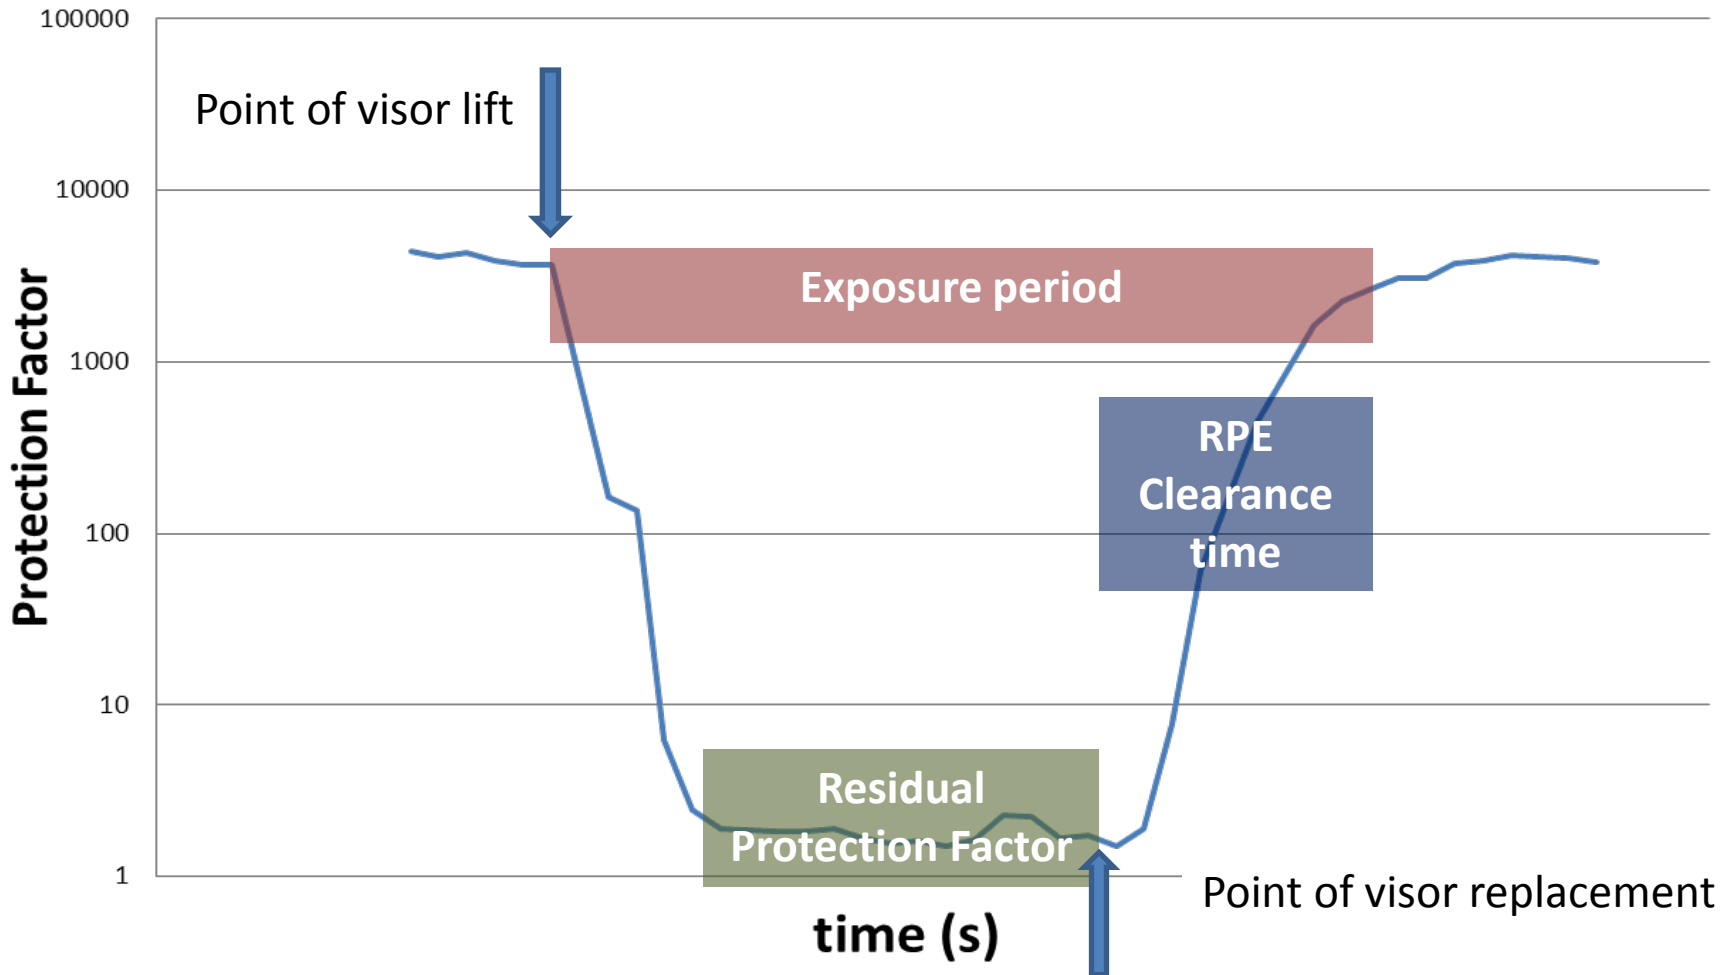 100000
Point of visor lift
10000
Exposure period
1000
Protection Factor
RPE
Clearance
time
100
10
Residual
Protection Factor
1
Point of visor replacement
time (s)